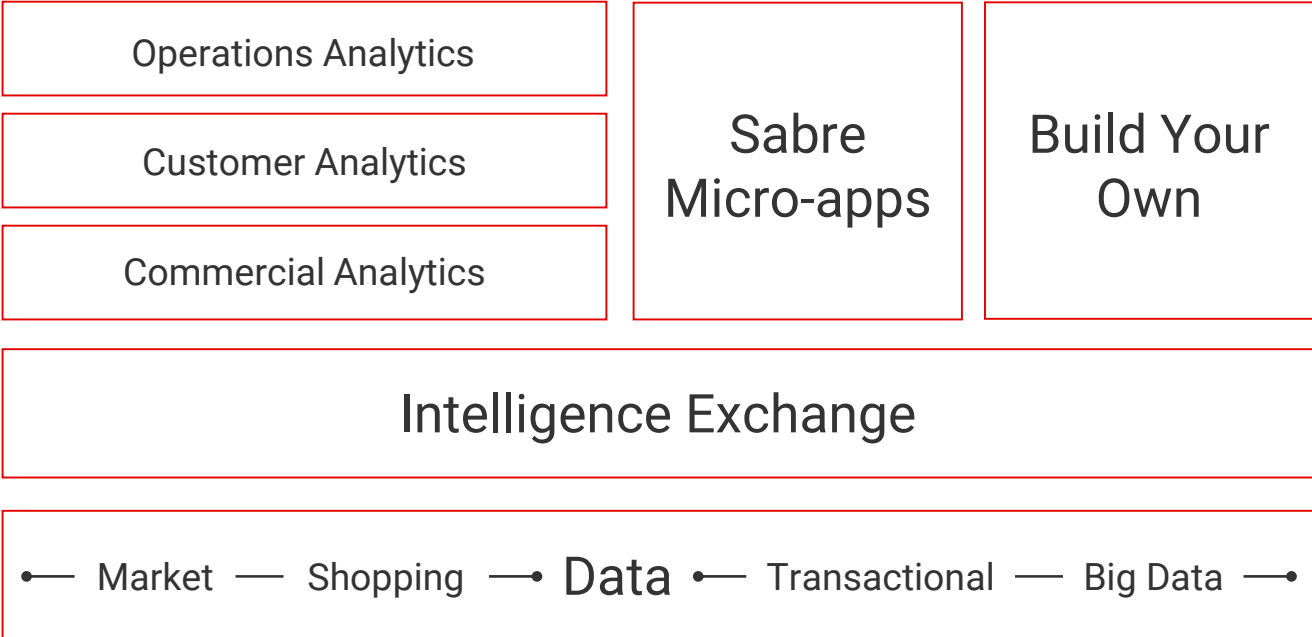 Operations Analytics
Customer Analytics
Commercial Analytics
Sabre
Micro-apps
Build Your
Own
Intelligence Exchange
Market Shopping Data Transactional Big Data